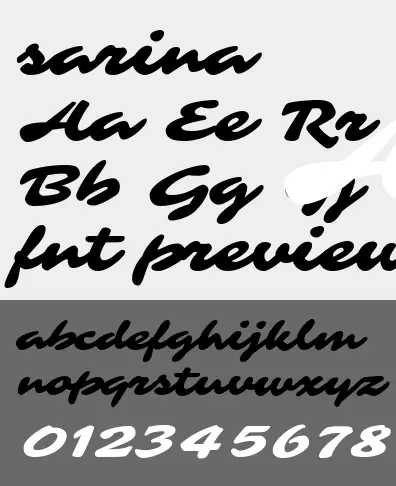 sarina
Aa Ee Rr
Bb Gg
fnt preview
abcdefghijklm
nopqrstuvwxyz
012345678